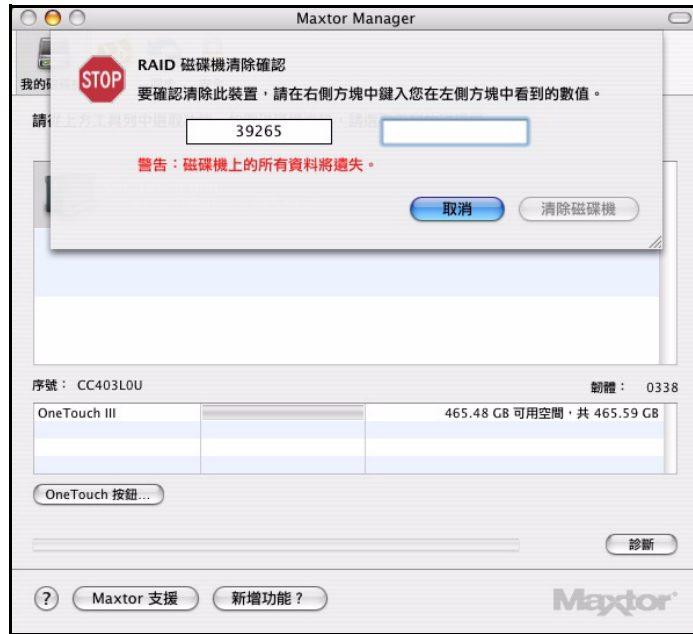 Maxtor Manager
RAID 磁碟機清除確認
STOP
要確認清除此裝置，請在右側方塊中鍵入您在左側方塊中看到的數值。
我的
39265
警告：磁碟機上的所有資料將遺失。
取消
清除磁碟機
序號： CC403L0U
韌體： 0338
OneTouch III
465.48 GB 可用空間，共 465.59 GB
OneTouch 按鈕...
診斷
?
Maxtor 支援
新增功能？
Maxtor